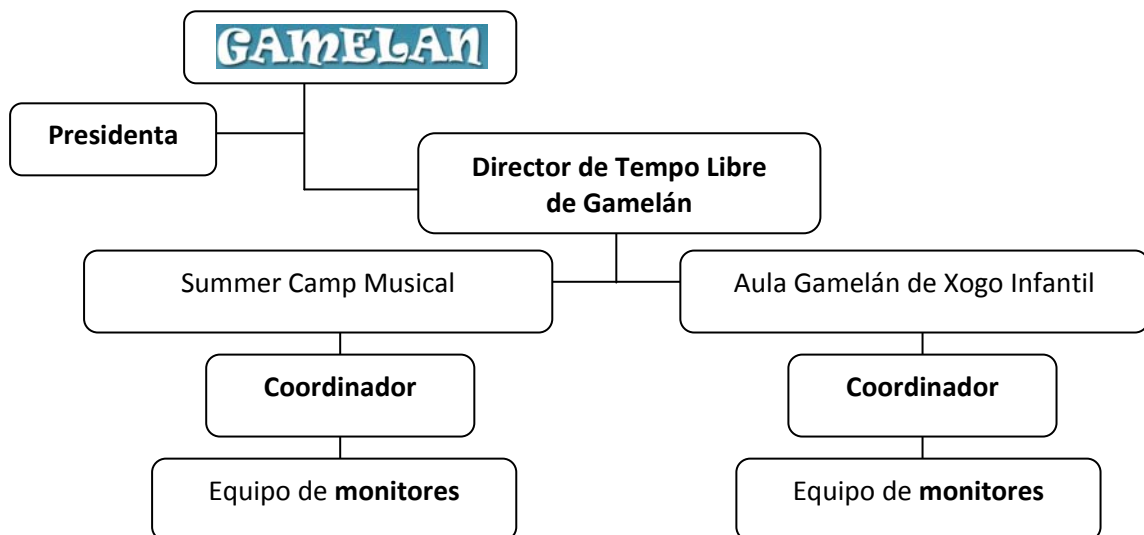 GAMELAN
Presidenta
Director de Tempo Libre
de Gamelán
Summer Camp Musical
Aula Gamelán de Xogo Infantil
Coordinador
Coordinador
Equipo de monitores
Equipo de monitores